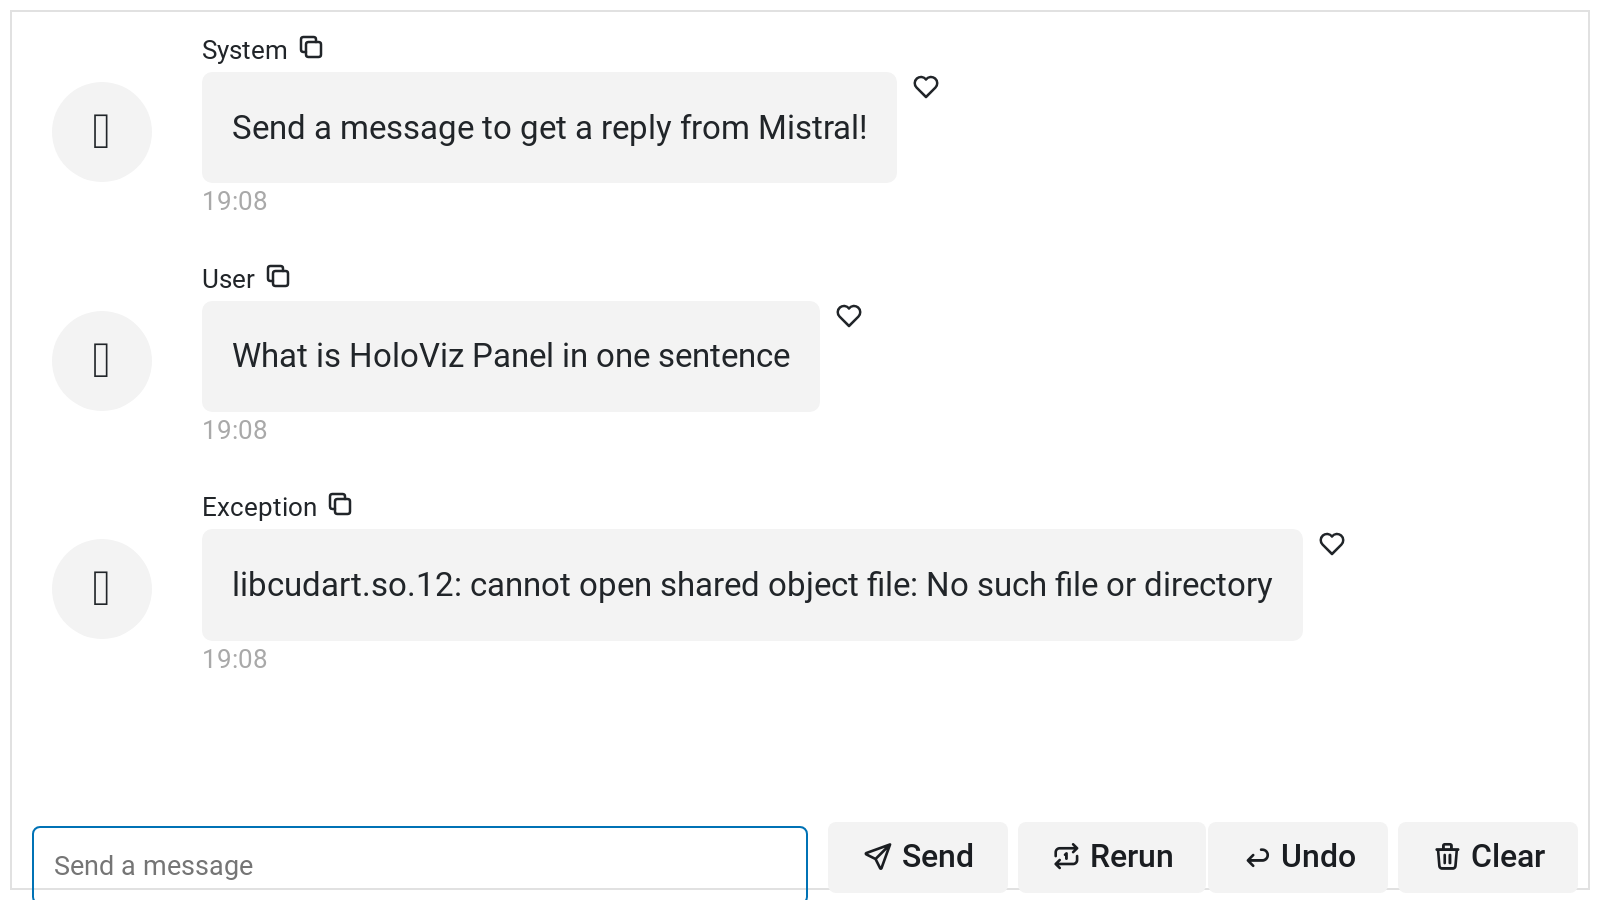 System
Send a message to get a reply from Mistral!
19:08
User
What is HoloViz Panel in one sentence
19:08
Exception
libcudart.so.12: cannot open shared object file: No such file or directory
19:08
Send a message
Send
Rerun
Undo
Clear